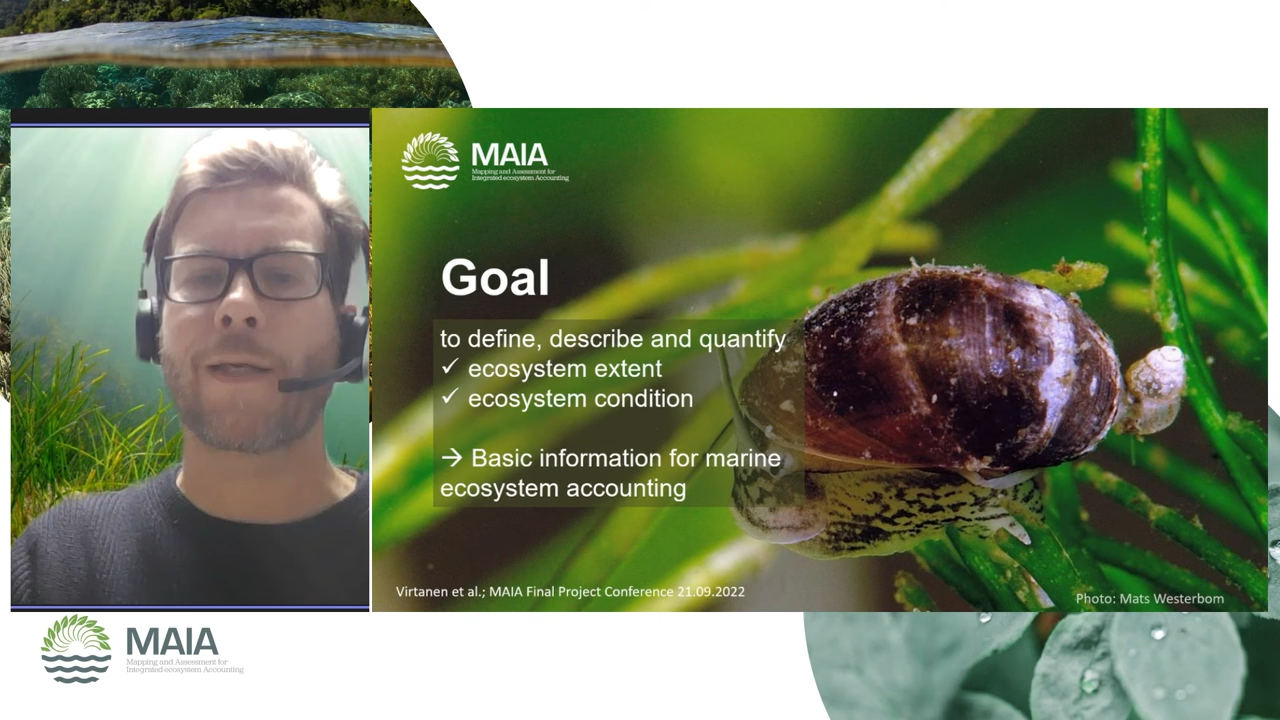 MAIA
Mapping and Assessment for
Integrated ecosystem Accounting
Goal
to define, describe and quantify
✓ ecosystem extent
✓ ecosystem condition
→ Basic information for marine
ecosystem accounting
Virtanen et al.; MAIA Final Project Conference 21.09.2022
Photo: Mats Westerbom
MAIA
Mapping and Assessment for
Integrated ecosystem Accounting